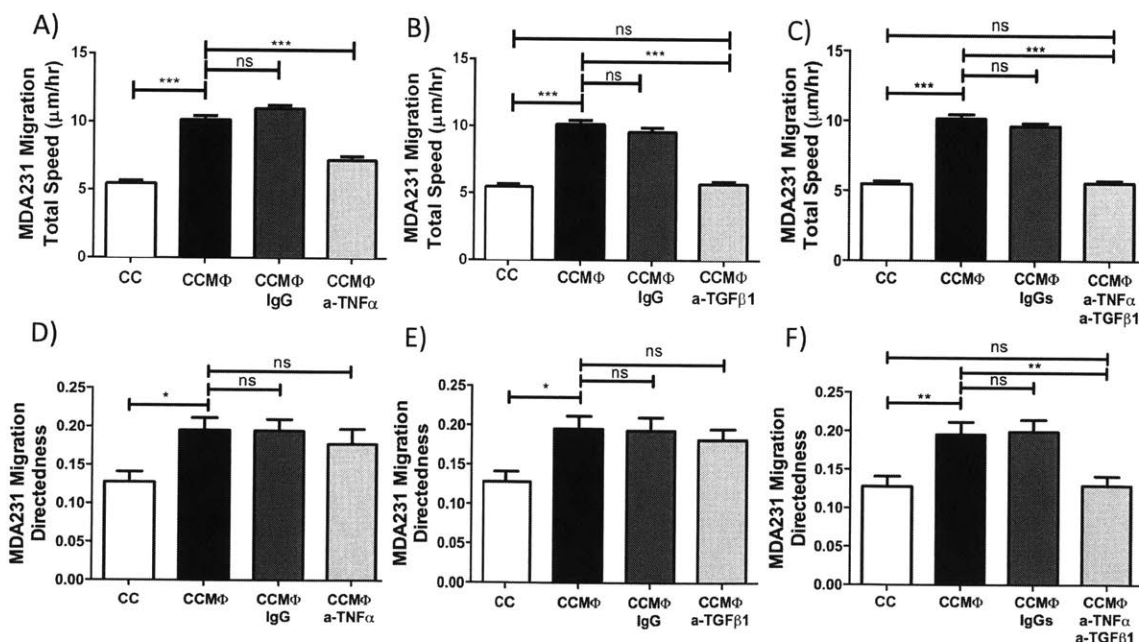 A)
MDA231 Migration
Total Speed (μm/hr)
15
10
5
0
***
ns
***
CC
CCMΦ
CCMΦ
IgG
CCMΦ
a-TNFα
B)
MDA231 Migration
Total Speed (μm/hr)
15
10
5
0
ns
***
ns
***
CC
CCMΦ
CCMΦ
IgG
CCMΦ
a-TGFβ1
C)
MDA231 Migration
Total Speed (μm/hr)
15
10
5
0
ns
***
ns
***
CC
CCMΦ
CCMΦ
IgGs
CCMΦ
a-TNFα
a-TGFβ1
D)
MDA231 Migration
Directedness
0.25
0.20
0.15
0.10
0.05
0.00
ns
ns
*
CC
CCMΦ
CCMΦ
IgG
CCMΦ
a-TNFα
E)
MDA231 Migration
Directedness
0.25
0.20
0.15
0.10
0.05
0.00
ns
ns
*
CC
CCMΦ
CCMΦ
IgG
CCMΦ
a-TGFβ1
F)
MDA231 Migration
Directedness
0.25
0.20
0.15
0.10
0.05
0.00
ns
**
ns
**
CC
CCMΦ
CCMΦ
IgGs
CCMΦ
a-TNFα
a-TGFβ1